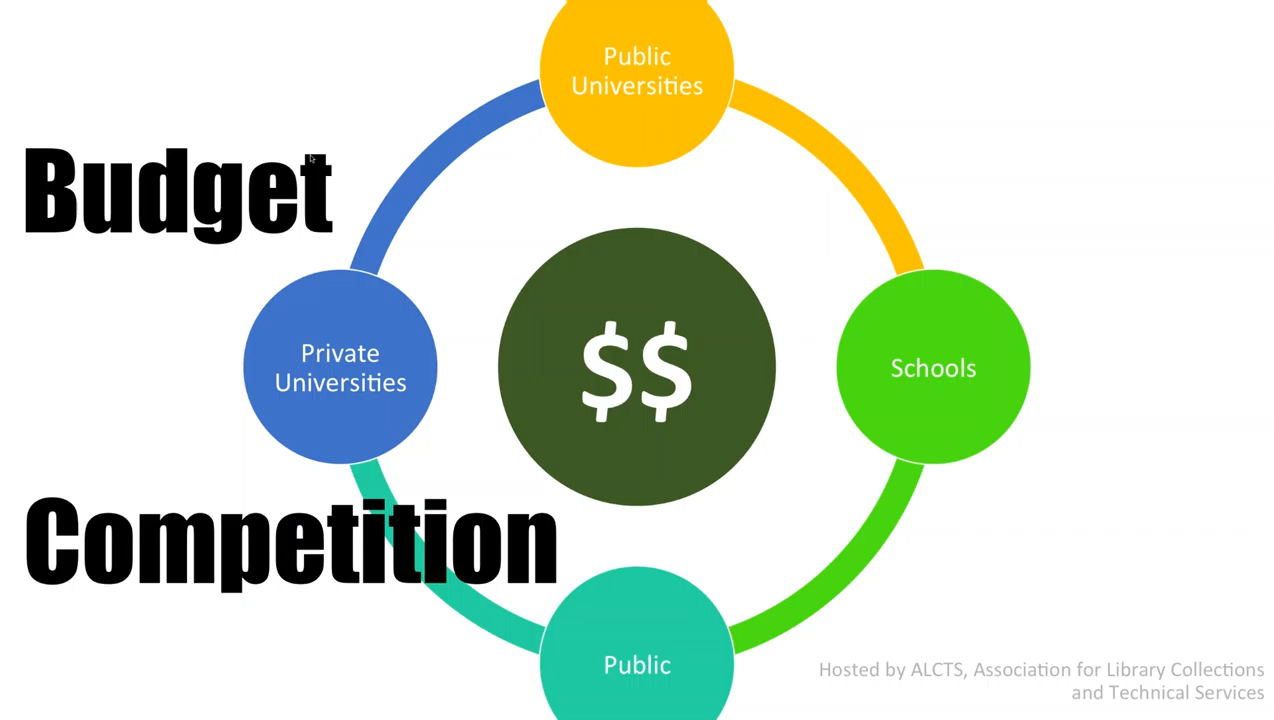 Public
Universities
Budget
Private
Universities
$$
Schools
Competition
Public
Hosted by ALCTS, Association for Library Collections
and Technical Services